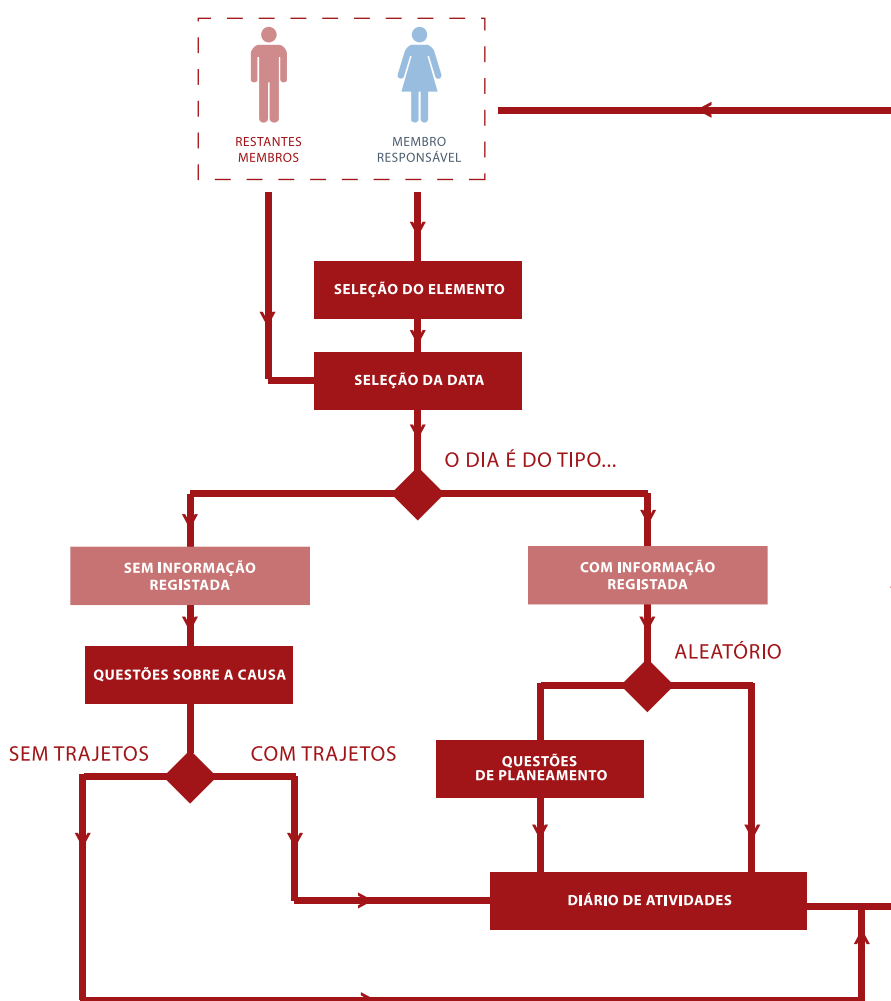 RESTANTES
MEMBROS
MEMBRO
RESPONSÁVEL
SELEÇÃO DO ELEMENTO
SELEÇÃO DA DATA
O DIA É DO TIPO...
SEM INFORMAÇÃO
REGISTADA
COM INFORMAÇÃO
REGISTADA
QUESTÕES SOBRE A CAUSA
ALEATÓRIO
SEM TRAJETOS
COM TRAJETOS
QUESTÕES
DE PLANEAMENTO
DIÁRIO DE ATIVIDADES